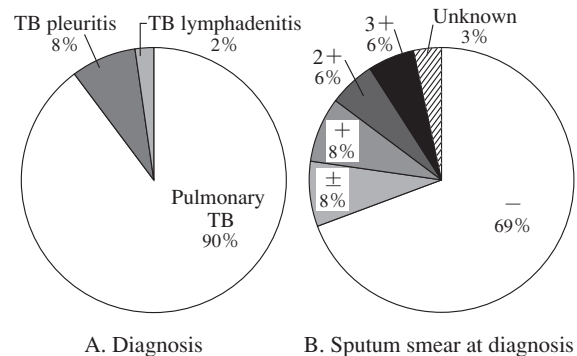 TB pleuritis
8%
TB lymphadenitis
2%
Pulmonary
TB
90%
A. Diagnosis
3+
6%
Unknown
3%
2+
6%
+
8%
±
8%
−
69%
B. Sputum smear at diagnosis